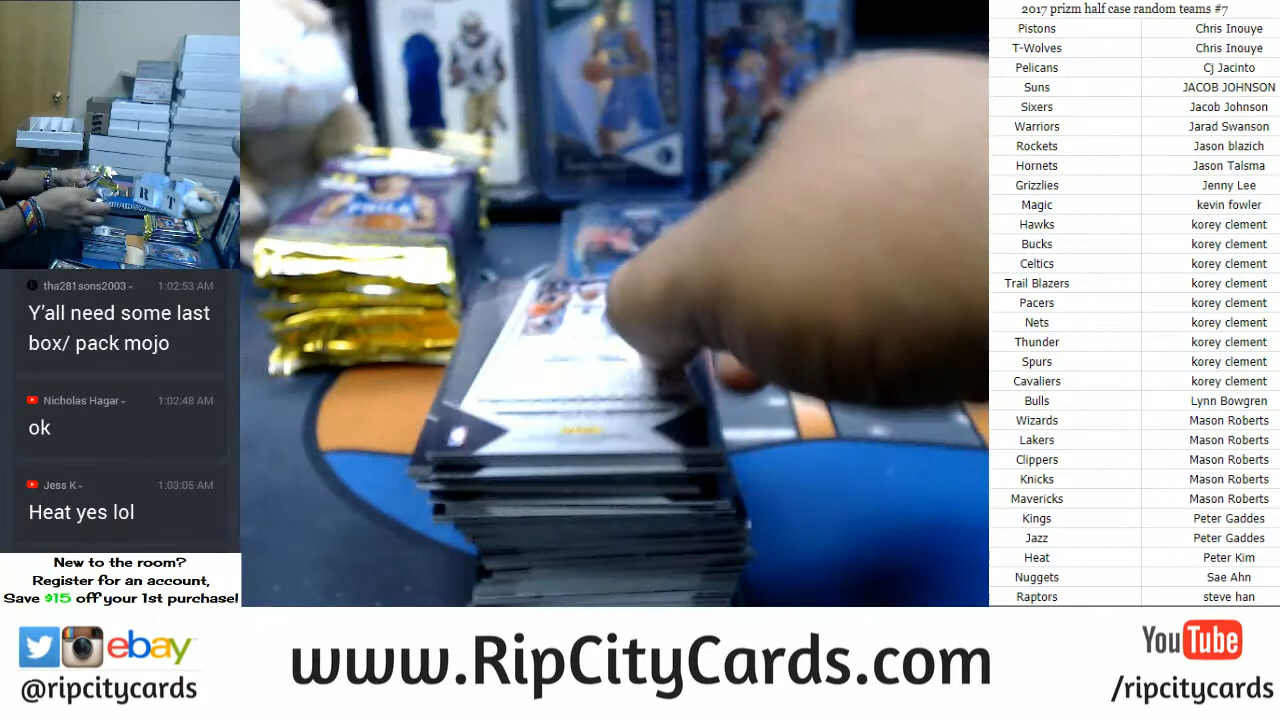 tha281sons2003
1:02:53 AM
Y'all need some last
box/ pack mojo
Nicholas Hagar
1:02:48 AM
ok
Jess K
1:03:05 AM
Heat yes lol
New to the room?
Register for an account,
Save $15 off your 1st purchase!
PHILA
R
T
2017 prizm half case random teams #7
Pistons Chris Inouye
T-Wolves Chris Inouye
Pelicans Cj Jacinto
Suns JACOB JOHNSON
Sixers Jacob Johnson
Warriors Jarad Swanson
Rockets Jason blazich
Hornets Jason Talsma
Grizzlies Jenny Lee
Magic kevin fowler
Hawks korey clement
Bucks korey clement
Celtics korey clement
Trail Blazers korey clement
Pacers korey clement
Nets korey clement
Thunder korey clement
Spurs korey clement
Cavaliers korey clement
Bulls Lynn Bowgren
Wizards Mason Roberts
Lakers Mason Roberts
Clippers Mason Roberts
Knicks Mason Roberts
Mavericks Mason Roberts
Kings Peter Gaddes
Jazz Peter Gaddes
Heat Peter Kim
Nuggets Sae Ahn
Raptors steve han
ebay
@ripcitycards
www.RipCityCards.com
YouTube
/ripcitycards